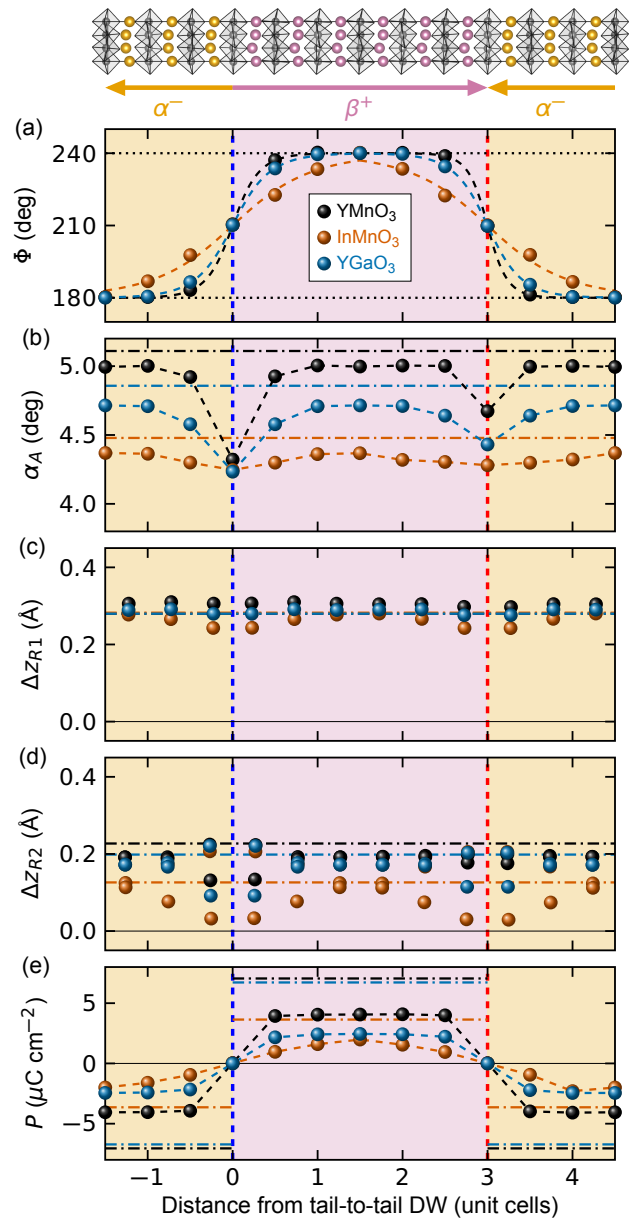 α⁻ β⁺ α⁻
(a)
240
210
180
Φ (deg)
YMnO₃
InMnO₃
YGaO₃
(b)
5.0
4.5
4.0
α_A (deg)
(c)
0.4
0.2
0.0
Δz_R1 (Å)
(d)
0.4
0.2
0.0
Δz_R2 (Å)
(e)
5
0
−5
P (μC cm⁻²)
−1 0 1 2 3 4
Distance from tail-to-tail DW (unit cells)